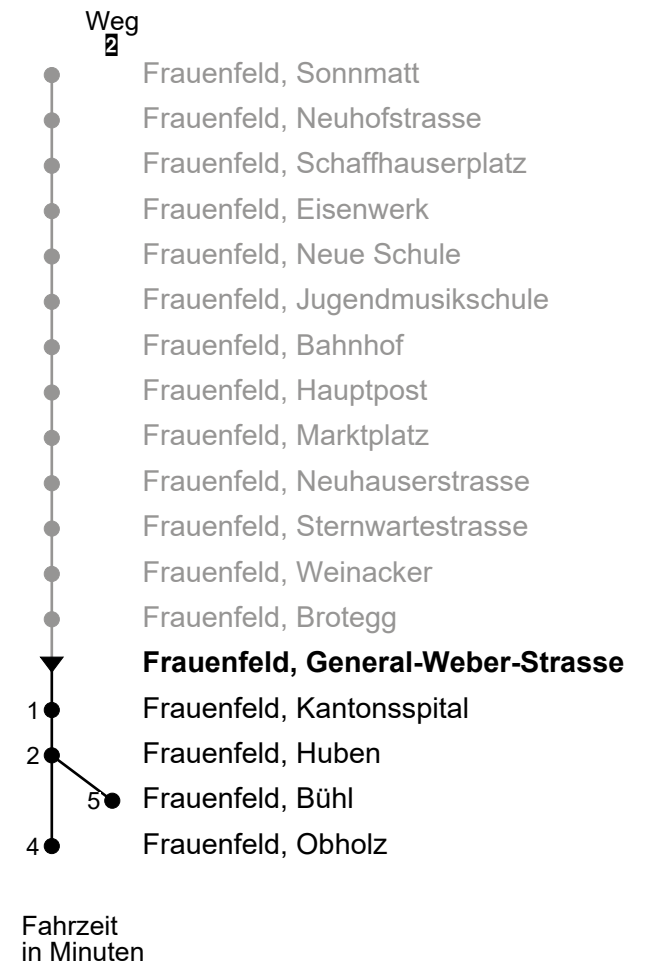 Weg
2
Frauenfeld, Sonnmatt
Frauenfeld, Neuhofstrasse
Frauenfeld, Schaffhauserplatz
Frauenfeld, Eisenwerk
Frauenfeld, Neue Schule
Frauenfeld, Jugendmusikschule
Frauenfeld, Bahnhof
Frauenfeld, Hauptpost
Frauenfeld, Marktplatz
Frauenfeld, Neuhauserstrasse
Frauenfeld, Sternwartestrasse
Frauenfeld, Weinacker
Frauenfeld, Brotegg
Frauenfeld, General-Weber-Strasse
1 Frauenfeld, Kantonsspital
2 Frauenfeld, Huben
5 Frauenfeld, Bühl
4 Frauenfeld, Obholz
Fahrzeit
in Minuten